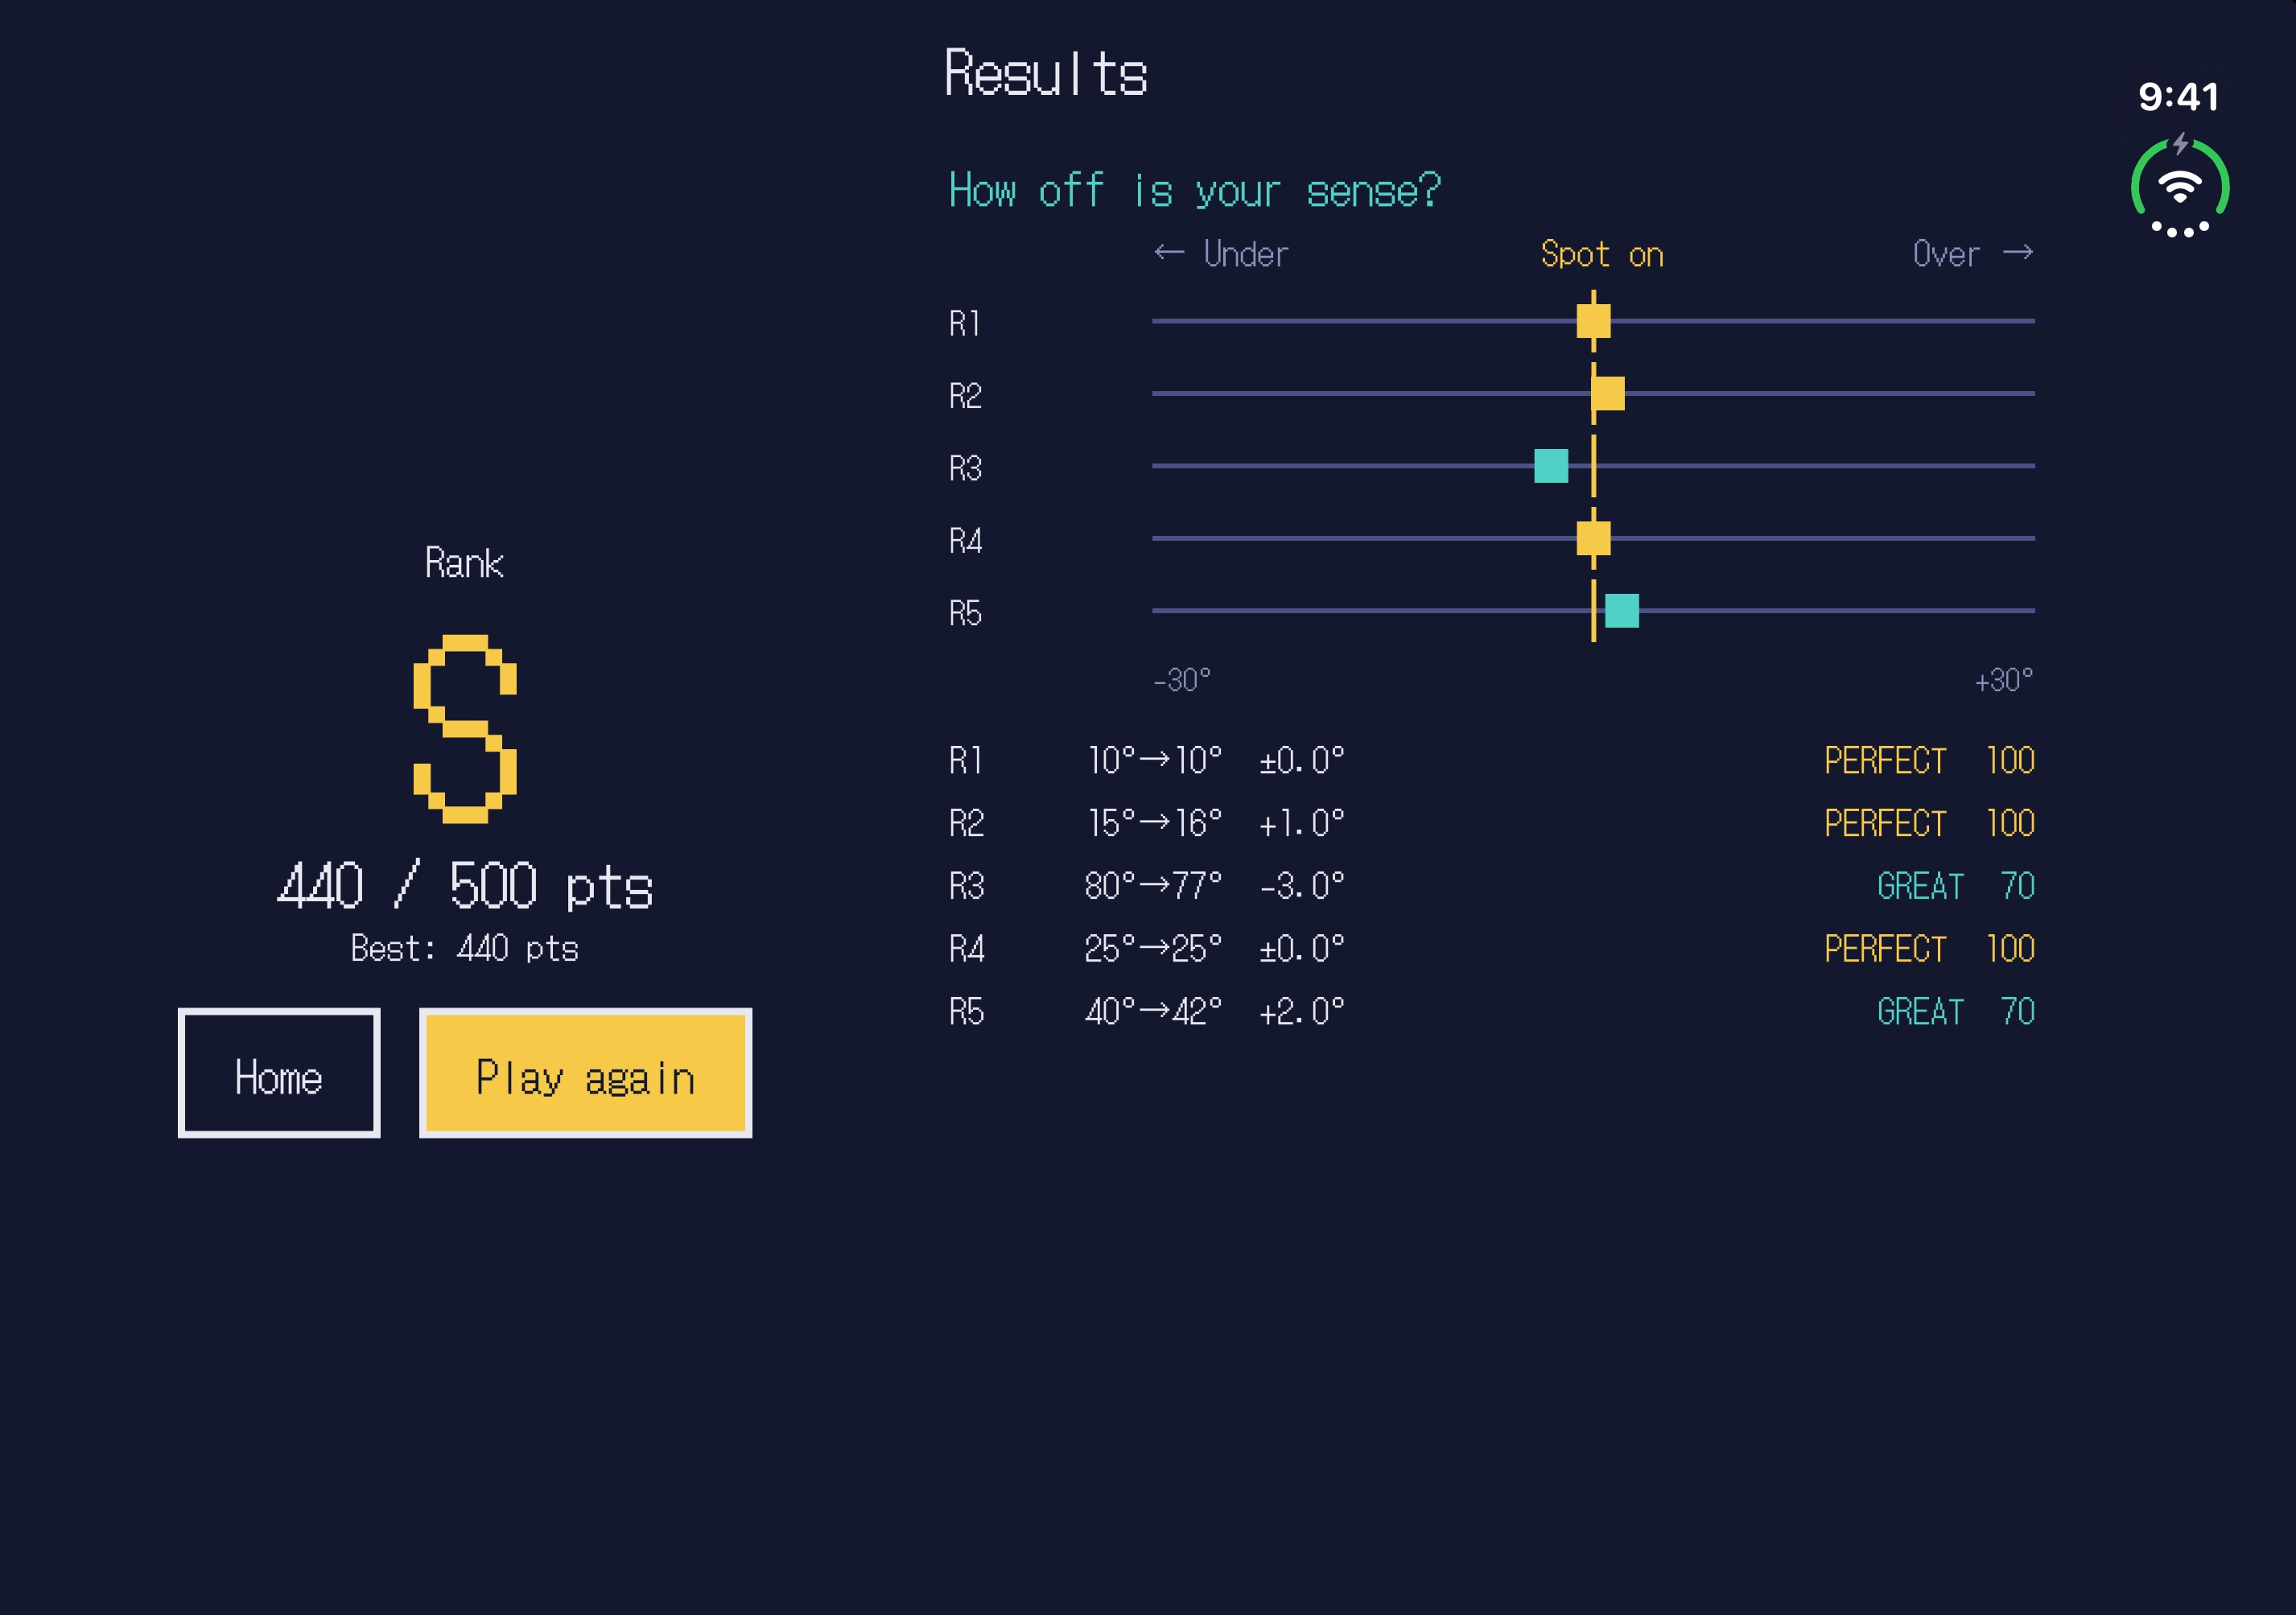 Results
9:41
How off is your sense?
← Under Spot on Over →
R1
R2
R3
R4
R5
-30° +30°
Rank
S
440 / 500 pts
Best: 440 pts
Home Play again
R1 10°→10° ±0.0° PERFECT 100
R2 15°→16° +1.0° PERFECT 100
R3 80°→77° -3.0° GREAT 70
R4 25°→25° ±0.0° PERFECT 100
R5 40°→42° +2.0° GREAT 70